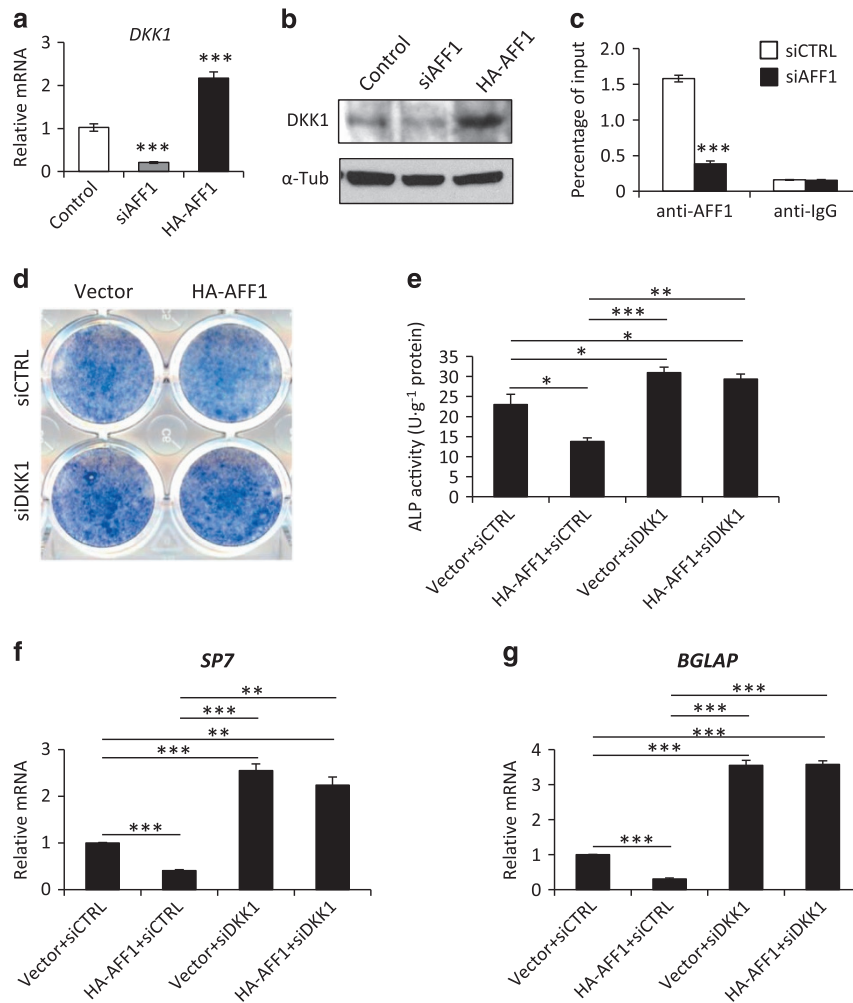 a
DKK1
Relative mRNA
3
2
1
0
***
***
Control
siAFF1
HA-AFF1
b
Control
siAFF1
HA-AFF1
DKK1
α-Tub
c
Percentage of input
2.0
1.5
1.0
0.5
0
siCTRL
siAFF1
***
anti-AFF1
anti-IgG
d
Vector
HA-AFF1
siCTRL
siDKK1
e
ALP activity (U·g⁻¹ protein)
35
30
25
20
15
10
5
0
**
***
*
*
*
Vector+siCTRL
HA-AFF1+siCTRL
Vector+siDKK1
HA-AFF1+siDKK1
f
SP7
Relative mRNA
3
2
1
0
**
***
**
***
***
Vector+siCTRL
HA-AFF1+siCTRL
Vector+siDKK1
HA-AFF1+siDKK1
g
BGLAP
Relative mRNA
4
3
2
1
0
***
***
***
***
***
Vector+siCTRL
HA-AFF1+siCTRL
Vector+siDKK1
HA-AFF1+siDKK1